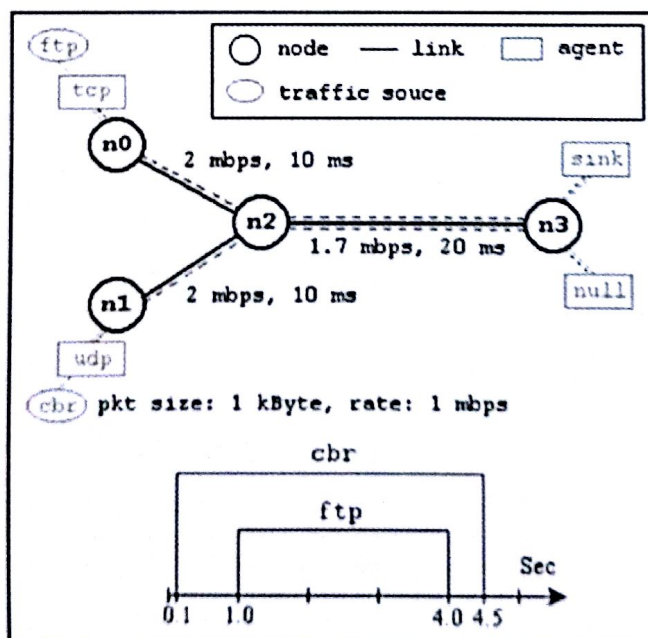 ftp
node link agent
traffic souce
tcp
n0
2 mbps, 10 ms
sink
n2
n3
1.7 mbps, 20 ms
n1
2 mbps, 10 ms
null
udp
cbr pkt size: 1 kByte, rate: 1 mbps
cbr
ftp
Sec
0.1 1.0 4.0 4.5